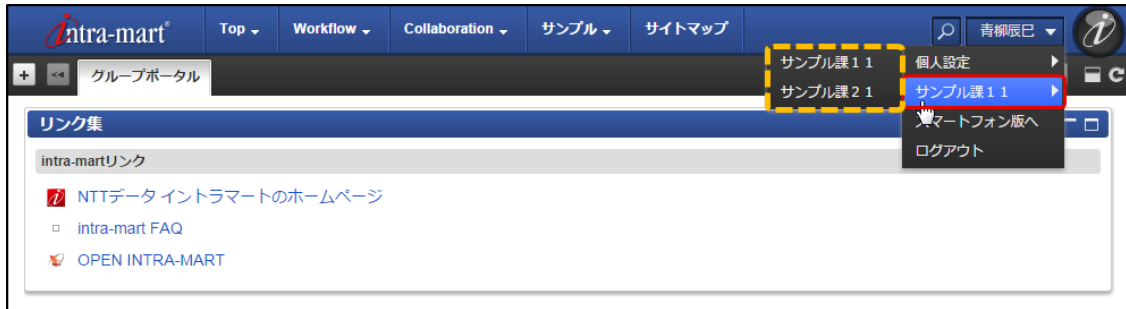 intra-mart® Top Workflow Collaboration サンプル サイトマップ 青柳辰巳
グループポータル
サンプル課11 個人設定
サンプル課21 サンプル課11
スマートフォン版へ
ログアウト
リンク集
intra-martリンク
NTTデータ イントラマートのホームページ
intra-mart FAQ
OPEN INTRA-MART